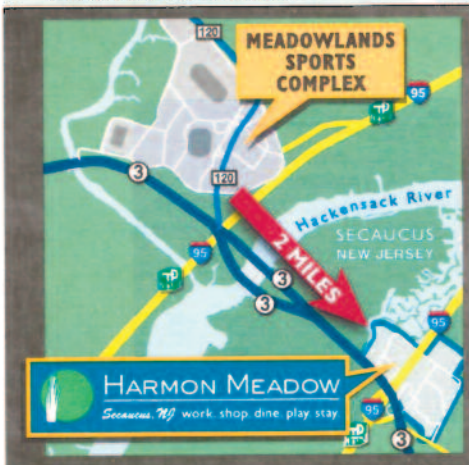 120
MEADOWLANDS
SPORTS
COMPLEX
95
3
120
Hackensack River
SECAUCUS
NEW JERSEY
2 MILES
95
3
3
95
HARMON MEADOW
Secaucus, NJ work. shop. dine. play. stay.
95
3